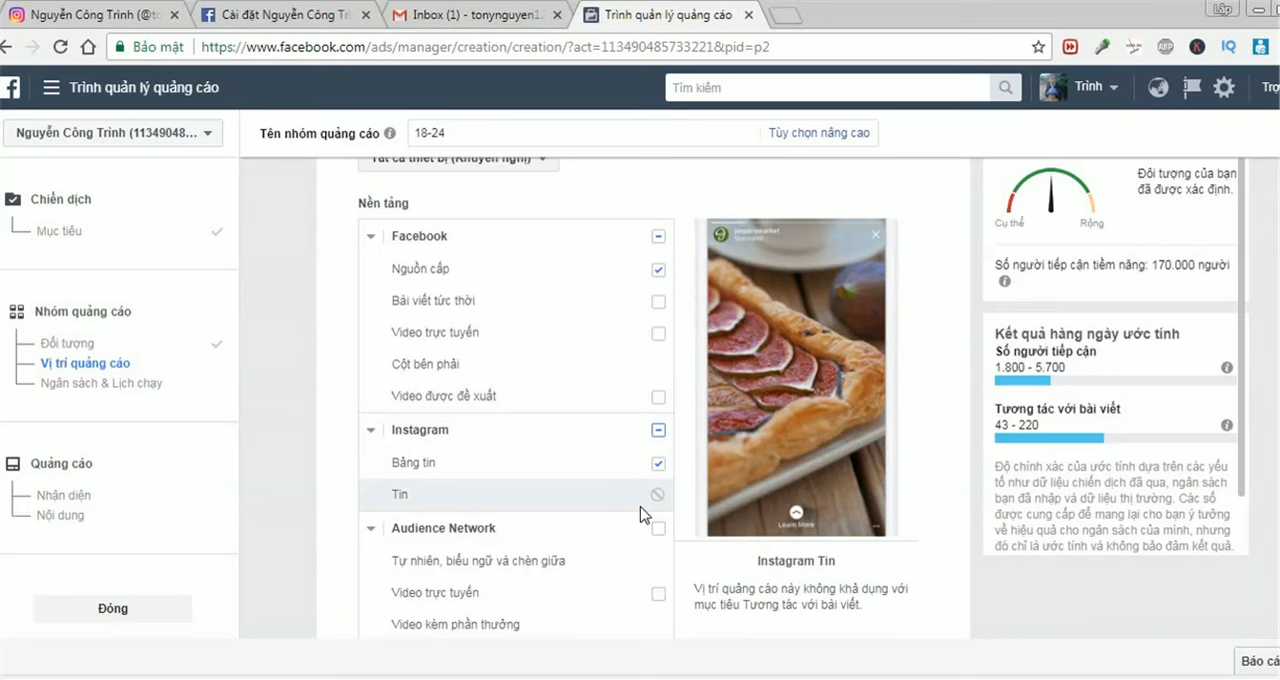 Nguyễn Công Trình (@to
Cài đặt Nguyễn Công Tr
Inbox (1) - tonynguyen1
Trình quản lý quảng cáo
Lập
Bảo mật
https://www.facebook.com/ads/manager/creation/creation/?act=113490485733221&pid=p2
ABP
K
IQ
Trình quản lý quảng cáo
Tìm kiếm
Trình
Trợ
Nguyễn Công Trình (11349048...
Tên nhóm quảng cáo
18-24
Tùy chọn nâng cao
Chiến dịch
Mục tiêu
Nhóm quảng cáo
Đối tượng
Vị trí quảng cáo
Ngân sách & Lịch chạy
Quảng cáo
Nhận diện
Nội dung
Đóng
Tất cả thiết bị (Khuyến nghị)
Nền tảng
Facebook
Nguồn cấp
Bài viết tức thời
Video trực tuyến
Cột bên phải
Video được đề xuất
Instagram
Bảng tin
Tin
Audience Network
Tự nhiên, biểu ngữ và chèn giữa
Video trực tuyến
Video kèm phần thưởng
jaspersmarket
Sponsored
Learn More
Instagram Tin
Vị trí quảng cáo này không khả dụng với
mục tiêu Tương tác với bài viết.
Đối tượng của bạn
đã được xác định.
Cụ thể
Rộng
Số người tiếp cận tiềm năng: 170.000 người
Kết quả hàng ngày ước tính
Số người tiếp cận
1.800 - 5.700
Tương tác với bài viết
43 - 220
Độ chính xác của ước tính dựa trên các yếu
tố như dữ liệu chiến dịch đã qua, ngân sách
bạn đã nhập và dữ liệu thị trường. Các số
được cung cấp để mang lại cho bạn ý tưởng
về hiệu quả cho ngân sách của mình, nhưng
đó chỉ là ước tính và không bảo đảm kết quả.
Báo cá